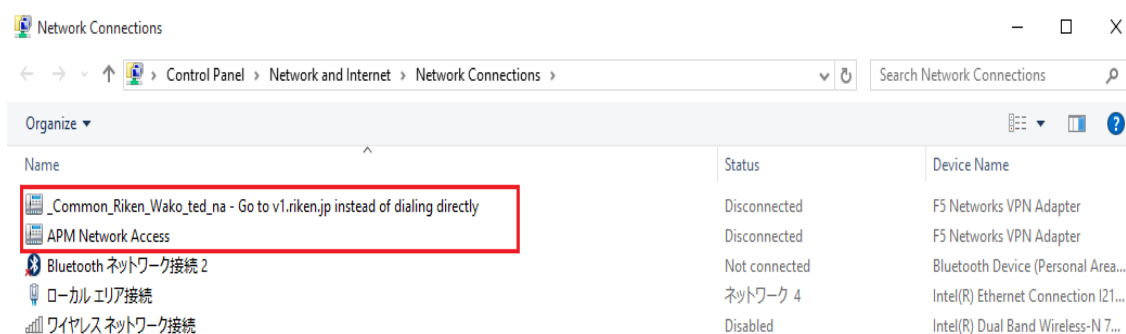 Network Connections
Control Panel > Network and Internet > Network Connections >
Search Network Connections
Organize
Name Status Device Name
_Common_Riken_Wako_ted_na - Go to v1.riken.jp instead of dialing directly Disconnected F5 Networks VPN Adapter
APM Network Access Disconnected F5 Networks VPN Adapter
Bluetooth ネットワーク接続 2 Not connected Bluetooth Device (Personal Area...
ローカル エリア接続 ネットワーク 4 Intel(R) Ethernet Connection I21...
ワイヤレス ネットワーク接続 Disabled Intel(R) Dual Band Wireless-N 7...